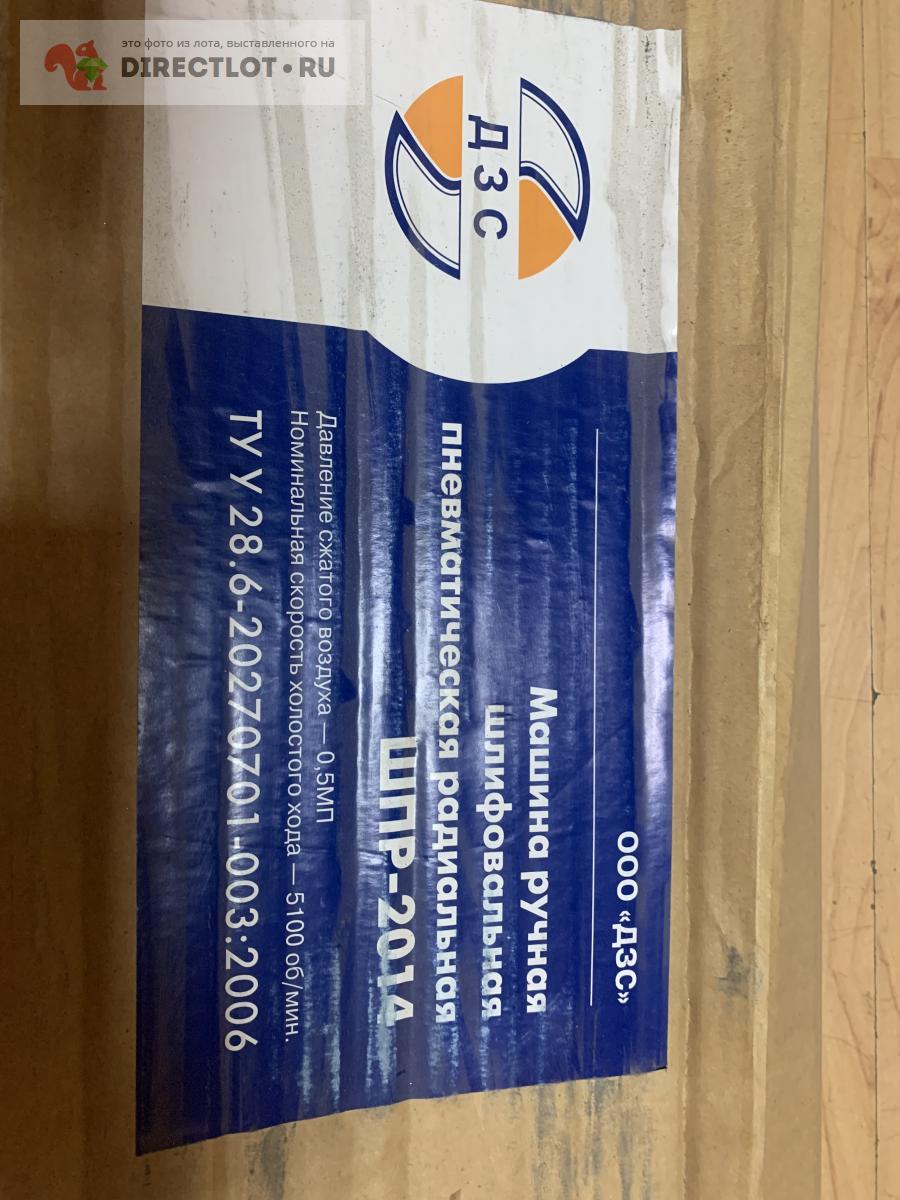 это фото из лота, выставленного на
DIRECTLOT.RU
ДЗС
ООО «ДЗС»
Машина ручная
шлифовальная
пневматическая радиальная
ШПР-2014
Давление сжатого воздуха — 0,5МП
Номинальная скорость холостого хода — 5100 об/мин.
ТУ У 28.6-20270701-003:2006